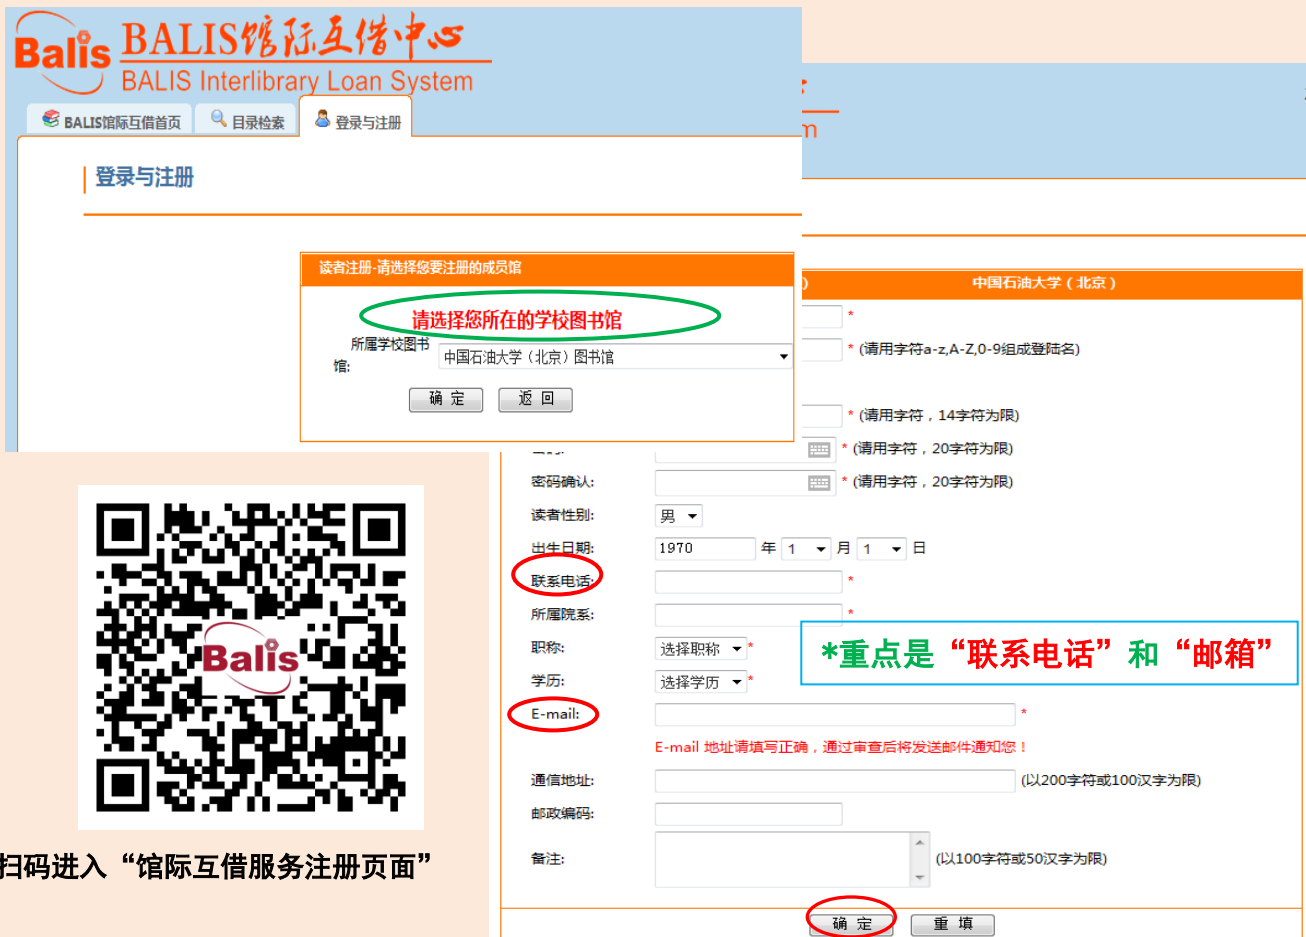 Balis
BALIS馆际互借中心
BALIS Interlibrary Loan System
BALIS馆际互借首页
目录检索
登录与注册
登录与注册
读者注册-请选择您要注册的成员馆
请选择您所在的学校图书馆
所属学校图书
馆:
中国石油大学（北京）图书馆
确 定
返 回
m
)
中国石油大学（北京）
*
* (请用字符a-z,A-Z,0-9组成登陆名)
* (请用字符，14字符为限)
* (请用字符，20字符为限)
密码确认:
* (请用字符，20字符为限)
读者性别:
男
出生日期:
1970 年 1 月 1 日
联系电话:
*
所属院系:
*
职称:
选择职称 *
学历:
选择学历 *
*重点是“联系电话”和“邮箱”
E-mail:
*
E-mail 地址请填写正确，通过审查后将发送邮件通知您！
通信地址:
(以200字符或100汉字为限)
邮政编码:
备注:
(以100字符或50汉字为限)
确 定
重 填
Balis
扫码进入“馆际互借服务注册页面”